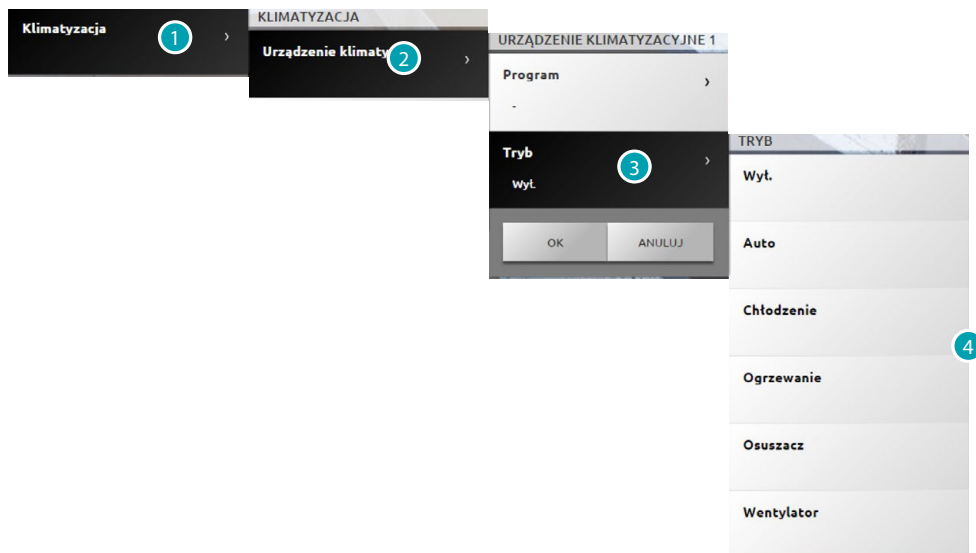 Klimatyzacja
1
KLIMATYZACJA
Urządzenie klimaty
2
URZĄDZENIE KLIMATYZACYJNE 1
Program
-
Tryb
3
Wył.
OK ANULUJ
TRYB
Wył.
Auto
Chłodzenie
4
Ogrzewanie
Osuszacz
Wentylator